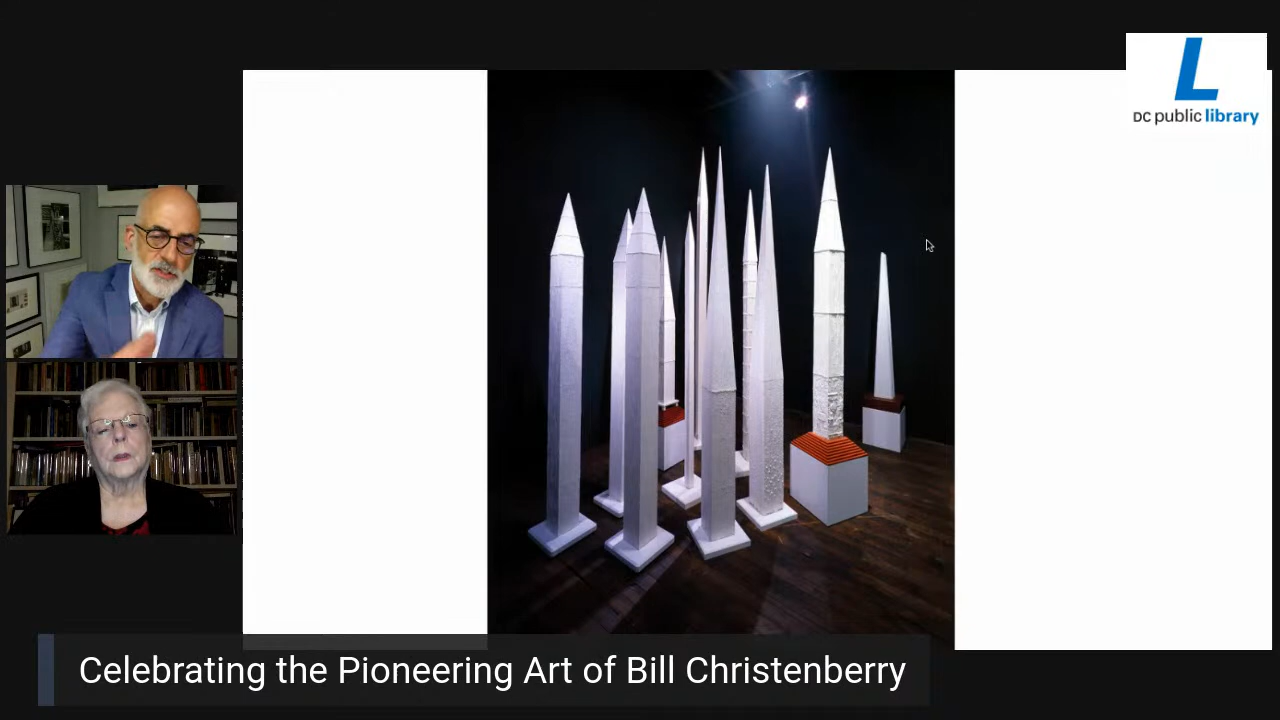 L
DC public library
Celebrating the Pioneering Art of Bill Christenberry